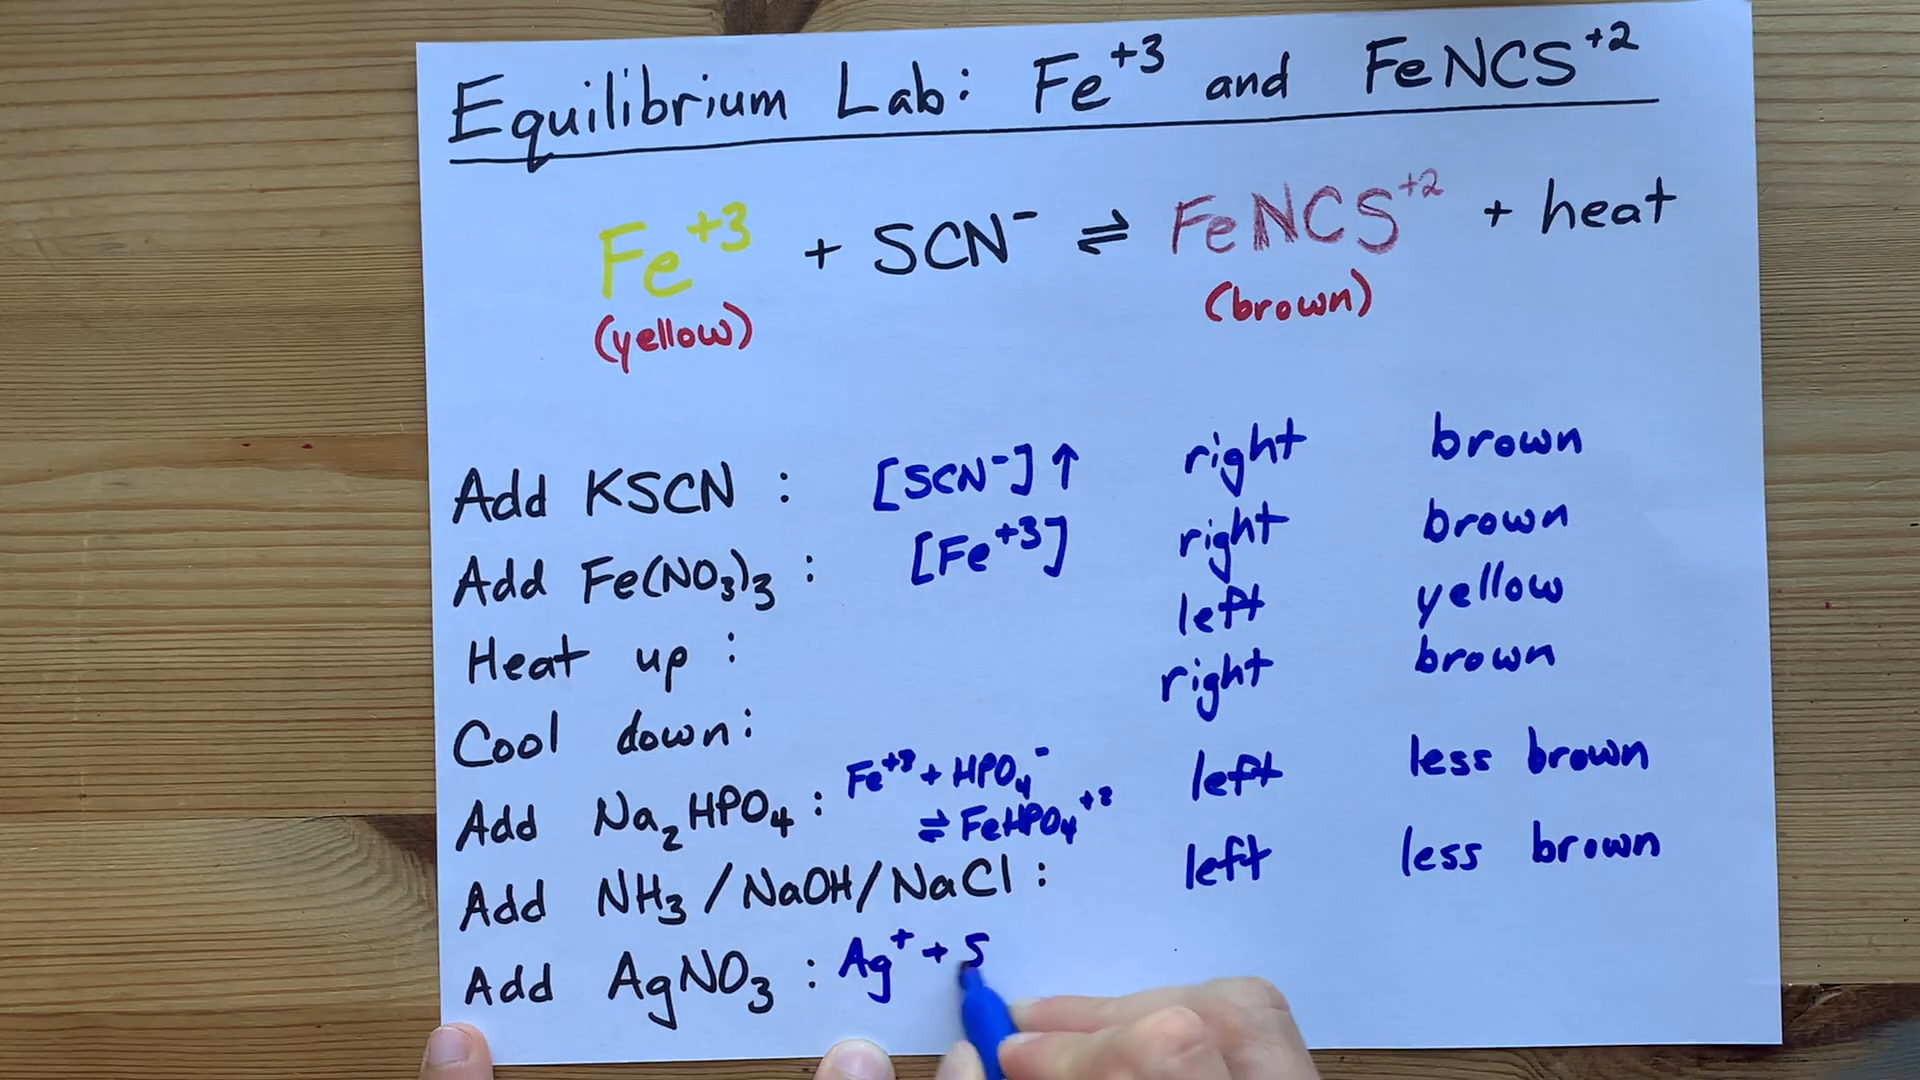 Equilibrium Lab: Fe⁺³ and FeNCS⁺²
Fe⁺³ + SCN⁻ ⇌ FeNCS⁺² + heat
(yellow) (brown)
Add KSCN : [SCN⁻]↑ right brown
Add Fe(NO₃)₃ : [Fe⁺³] right brown
Heat up : left yellow
Cool down: right brown
Add Na₂HPO₄ : Fe⁺³ + HPO₄⁻ left less brown
⇌ FeHPO₄
Add NH₃/NaOH/NaCl : left less brown
Add AgNO₃ : Ag⁺ + S